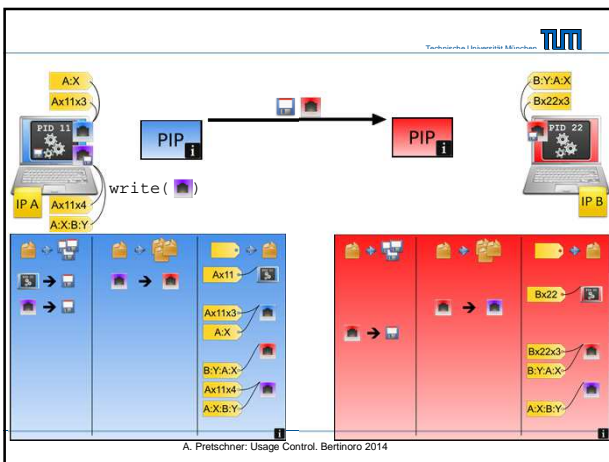 Technische Universität München
TUM
A:X
Ax11x3
PID 11
IP A
Ax11x4
A:X:B:Y
write( )
PIP
i
PIP
i
B:Y:A:X
Bx22x3
PID 22
IP B
Ax11
Ax11x3
A:X
B:Y:A:X
Ax11x4
A:X:B:Y
i
Bx22
Bx22x3
B:Y:A:X
A:X:B:Y
i
A. Pretschner: Usage Control. Bertinoro 2014